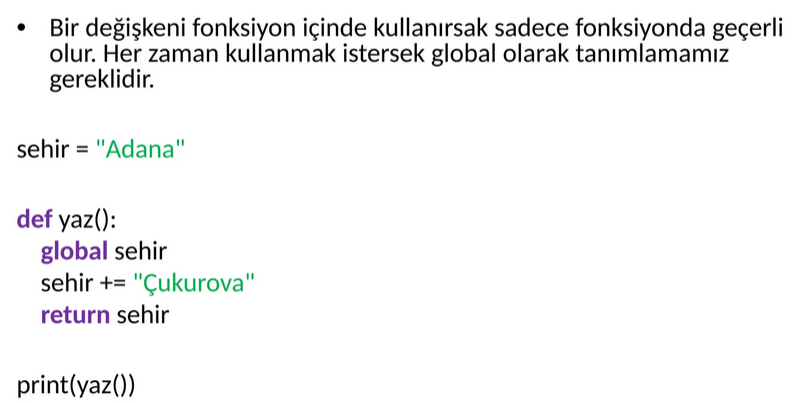 • Bir değişkeni fonksiyon içinde kullanırsak sadece fonksiyonda geçerli
olur. Her zaman kullanmak istersek global olarak tanımlamamız
gereklidir.
sehir = "Adana"
def yaz():
global sehir
sehir += "Çukurova"
return sehir
print(yaz())